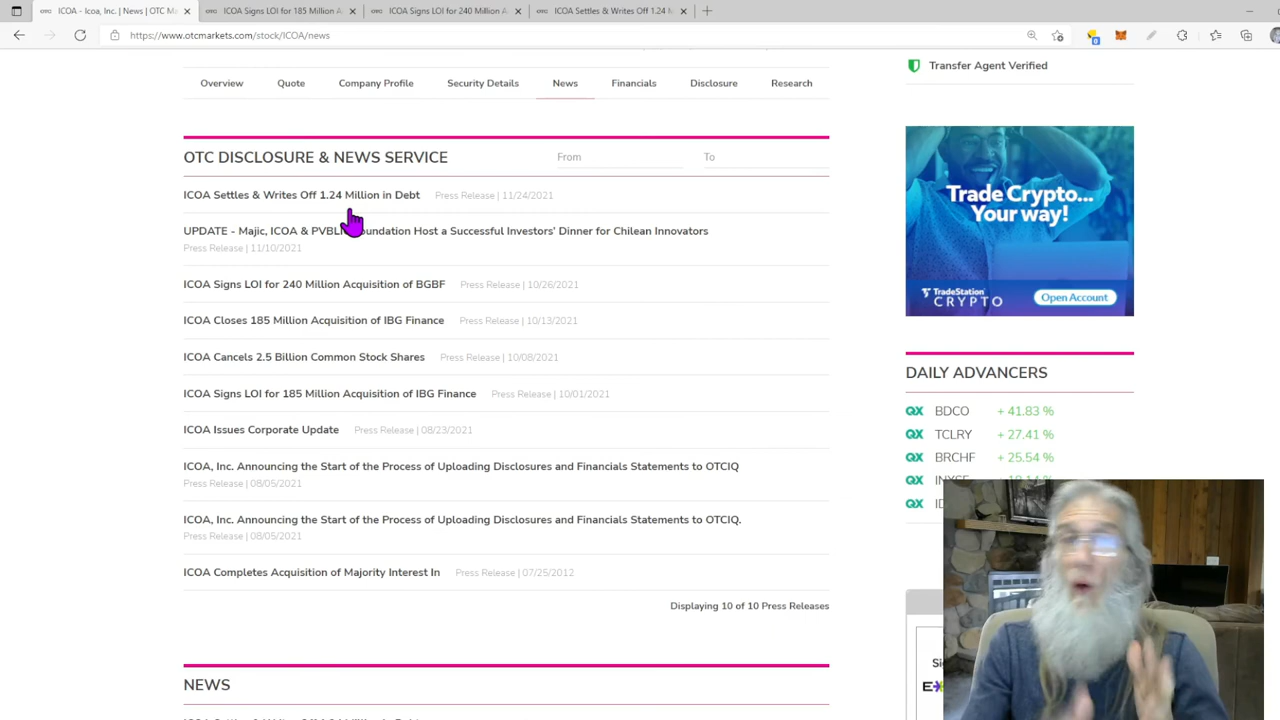 ICOA - Icoa, Inc. | News | OTC M
ICOA Signs LOI for 185 Million A
ICOA Signs LOI for 240 Million A
ICOA Settles & Writes Off 1.24 M
https://www.otcmarkets.com/stock/ICOA/news
Transfer Agent Verified
Overview Quote Company Profile Security Details News Financials Disclosure Research
OTC DISCLOSURE & NEWS SERVICE From To
ICOA Settles & Writes Off 1.24 Million in Debt Press Release | 11/24/2021
UPDATE - Majic, ICOA & PVBLI Foundation Host a Successful Investors' Dinner for Chilean Innovators
Press Release | 11/10/2021
ICOA Signs LOI for 240 Million Acquisition of BGBF Press Release | 10/26/2021
ICOA Closes 185 Million Acquisition of IBG Finance Press Release | 10/13/2021
ICOA Cancels 2.5 Billion Common Stock Shares Press Release | 10/08/2021
ICOA Signs LOI for 185 Million Acquisition of IBG Finance Press Release | 10/01/2021
ICOA Issues Corporate Update Press Release | 08/23/2021
ICOA, Inc. Announcing the Start of the Process of Uploading Disclosures and Financials Statements to OTCIQ
Press Release | 08/05/2021
ICOA, Inc. Announcing the Start of the Process of Uploading Disclosures and Financials Statements to OTCIQ.
Press Release | 08/05/2021
ICOA Completes Acquisition of Majority Interest In Press Release | 07/25/2012
Displaying 10 of 10 Press Releases
NEWS
Trade Crypto...
Your way!
TradeStation
CRYPTO
Open Account
DAILY ADVANCERS
QX BDCO + 41.83 %
QX TCLRY + 27.41 %
QX BRCHF + 25.54 %
QX
QX